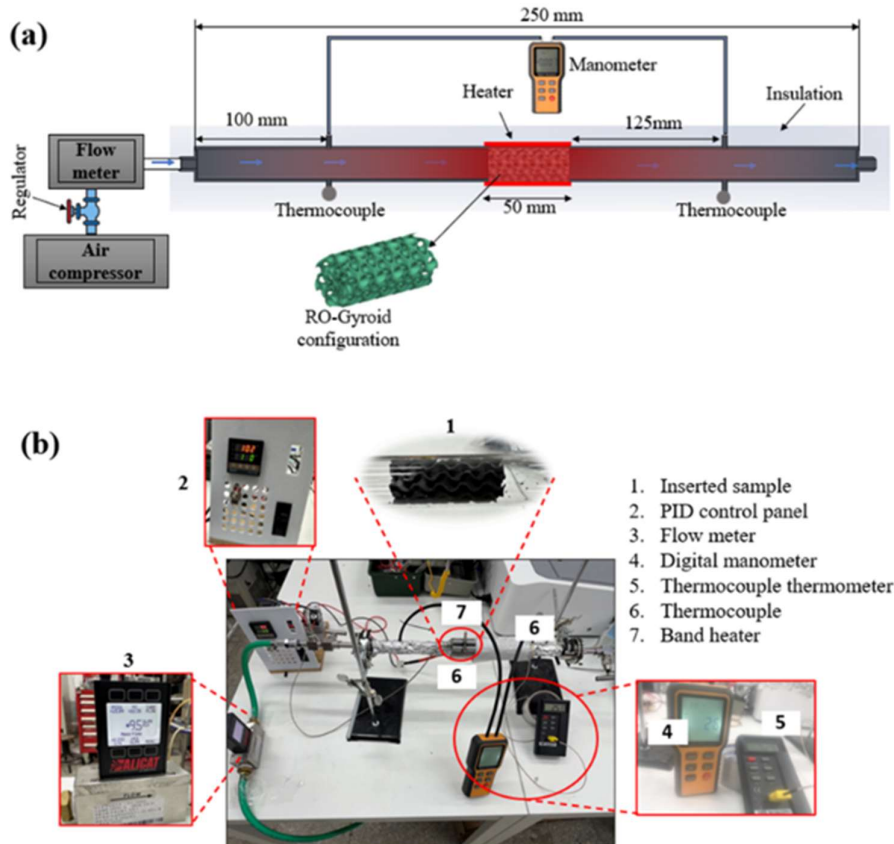 (a)
250 mm
Manometer
Heater
Insulation
100 mm
125mm
Flow
meter
Regulator
Thermocouple
50 mm
Thermocouple
Air
compressor
RO-Gyroid
configuration
(b)
1
2
1. Inserted sample
2. PID control panel
3. Flow meter
4. Digital manometer
5. Thermocouple thermometer
6. Thermocouple
7. Band heater
7
6
6
3
4
5
ALICAT
FLOW